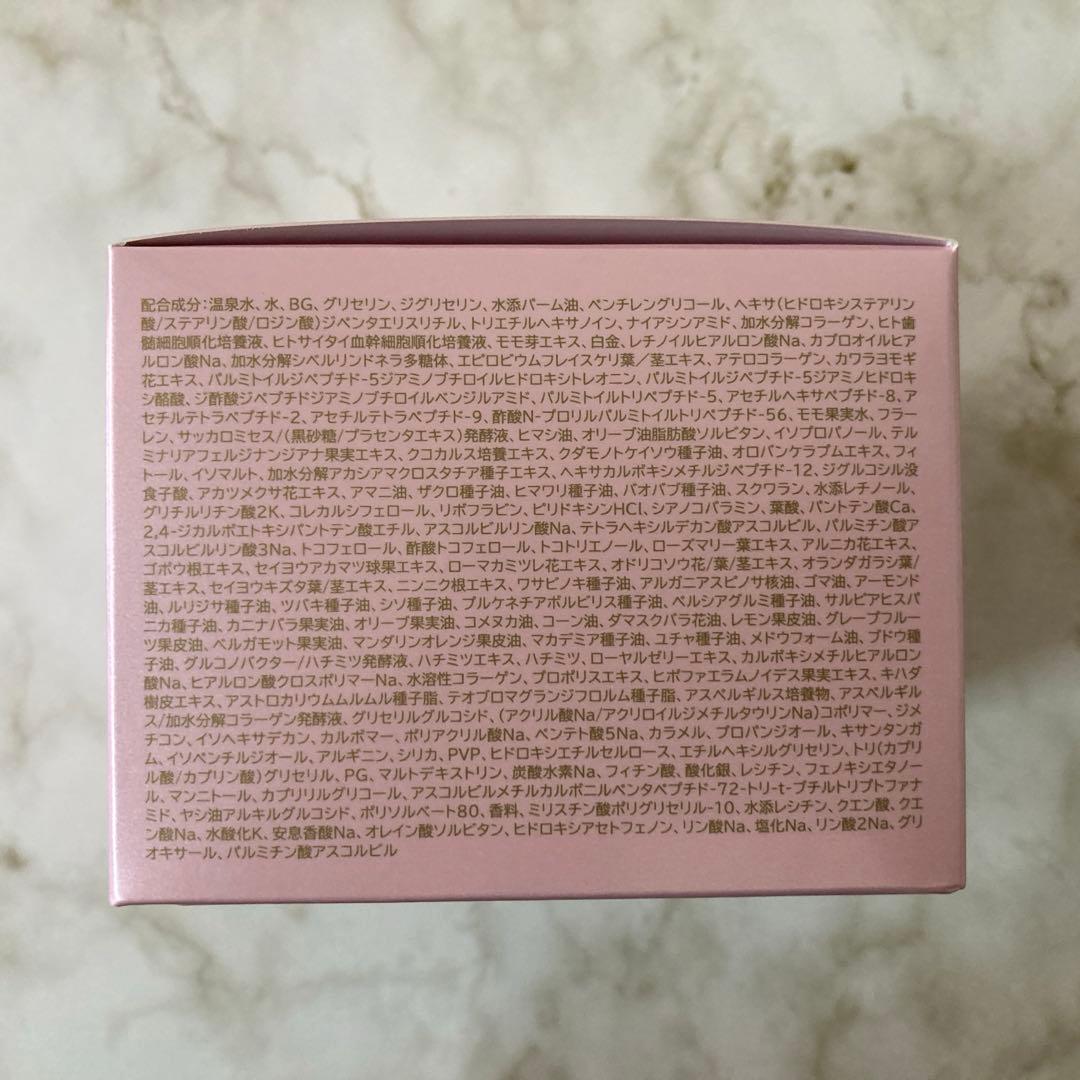 配合成分:温泉水、水、BG、グリセリン、ジグリセリン、水添パーム油、ペンチレングリコール、ヘキサ(ヒドロキシステアリン
酸/ステアリン酸/ロジン酸)ジペンタエリスリチル、トリエチルヘキサノイン、ナイアシンアミド、加水分解コラーゲン、ヒト歯
髄細胞順化培養液、ヒトサイタイ血幹細胞順化培養液、モモ芽エキス、白金、レチノイルヒアルロン酸Na、カプロオイルヒア
ルロン酸Na、加水分解シベルリンドネラ多糖体、エピロビウムフレイスケリ葉/茎エキス、アテロコラーゲン、カワラヨモギ
花エキス、パルミトイルジペプチド-5ジアミノブチロイルヒドロキシトレオニン、パルミトイルジペプチド-5ジアミノヒドロキ
シ酪酸、ジ酢酸ジペプチドジアミノブチロイルベンジルアミド、パルミトイルトリペプチド-5、アセチルヘキサペプチド-8、ア
セチルテトラペプチド-2、アセチルテトラペプチド-9、酢酸N-プロリルパルミトイルトリペプチド-56、モモ果実水、フラー
レン、サッカロミセス/(黒砂糖/プラセンタエキス)発酵液、ヒマシ油、オリーブ油脂肪酸ソルビタン、イソプロパノール、テル
ミナリアフェルジナンジアナ果実エキス、クコカルス培養エキス、クダモノトケイソウ種子油、オロバンケラプムエキス、フィ
トール、イソマルト、加水分解アカシアマクロスタチア種子エキス、ヘキサカルボキシメチルジペプチド-12、ジグルコシル没
食子酸、アカツメクサ花エキス、アマニ油、ザクロ種子油、ヒマワリ種子油、バオバブ種子油、スクワラン、水添レチノール、
グリチルリチン酸2K、コレカルシフェロール、リボフラビン、ピリドキシンHCl、シアノコバラミン、葉酸、パントテン酸Ca、
2,4-ジカルボエトキシパントテン酸エチル、アスコルビルリン酸Na、テトラヘキシルデカン酸アスコルビル、パルミチン酸ア
スコルビルリン酸3Na、トコフェロール、酢酸トコフェロール、トコトリエノール、ローズマリー葉エキス、アルニカ花エキス、
ゴボウ根エキス、セイヨウアカマツ球果エキス、ローマカミツレ花エキス、オドリコソウ花/葉/茎エキス、オランダガラシ葉/
茎エキス、セイヨウキズタ葉/茎エキス、ニンニク根エキス、ワサビノキ種子油、アルガニアスピノサ核油、ゴマ油、アーモンド
油、ルリジサ種子油、ツバキ種子油、シソ種子油、プルケネチアボルビリス種子油、ペルシアグルミ種子油、サルビアヒスパ
ニカ種子油、カニナバラ果実油、オリーブ果実油、コメヌカ油、コーン油、ダマスクバラ花油、レモン果皮油、グレープフルー
ツ果皮油、ベルガモット果実油、マンダリンオレンジ果皮油、マカデミア種子油、ユチャ種子油、メドウフォーム油、ブドウ種
子油、グルコノバクター/ハチミツ発酵液、ハチミツエキス、ハチミツ、ローヤルゼリーエキス、カルボキシメチルヒアルロン
酸Na、ヒアルロン酸クロスポリマーNa、水溶性コラーゲン、プロポリスエキス、ヒポファエラムノイデス果実エキス、キハダ
樹皮エキス、アストロカリウムムルムル種子脂、テオブロマグランジフロルム種子脂、アスペルギルス培養物、アスペルギル
ス/加水分解コラーゲン発酵液、グリセリルグルコシド、(アクリル酸Na/アクリロイルジメチルタウリンNa)コポリマー、ジメ
チコン、イソヘキサデカン、カルボマー、ポリアクリル酸Na、ペンテト酸5Na、カラメル、プロパンジオール、キサンタンガ
ム、イソペンチルジオール、アルギニン、シリカ、PVP、ヒドロキシエチルセルロース、エチルヘキシルグリセリン、トリ(カプリ
ル酸/カプリン酸)グリセリル、PG、マルトデキストリン、炭酸水素Na、フィチン酸、酸化銀、レシチン、フェノキシエタノー
ル、マンニトール、カプリリルグリコール、アスコルビルメチルカルボニルペンタペプチド-72-トリ-t-ブチルトリプトファナ
ミド、ヤシ油アルキルグルコシド、ポリソルベート80、香料、ミリスチン酸ポリグリセリル-10、水添レシチン、クエン酸、クエ
ン酸Na、水酸化K、安息香酸Na、オレイン酸ソルビタン、ヒドロキシアセトフェノン、リン酸Na、塩化Na、リン酸2Na、グリ
オキサール、パルミチン酸アスコルビル